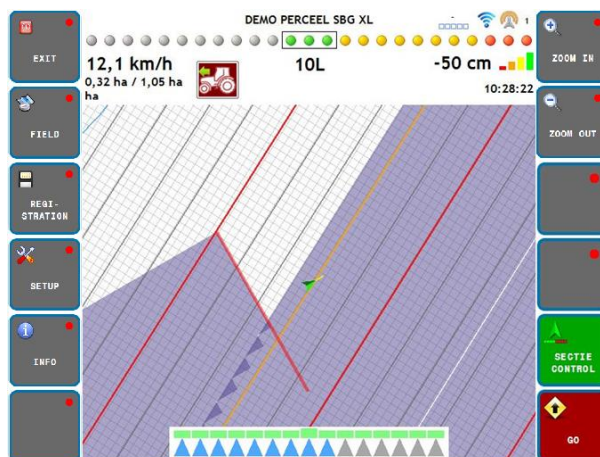 DEMO PERCEEL SBG XL
1
EXIT
12,1 km/h
10L
-50 cm
ZOOM IN
0,32 ha / 1,05 ha
ha
10:28:22
FIELD
ZOOM OUT
REGI-
STRATION
SETUP
INFO
SECTIE
CONTROL
GO